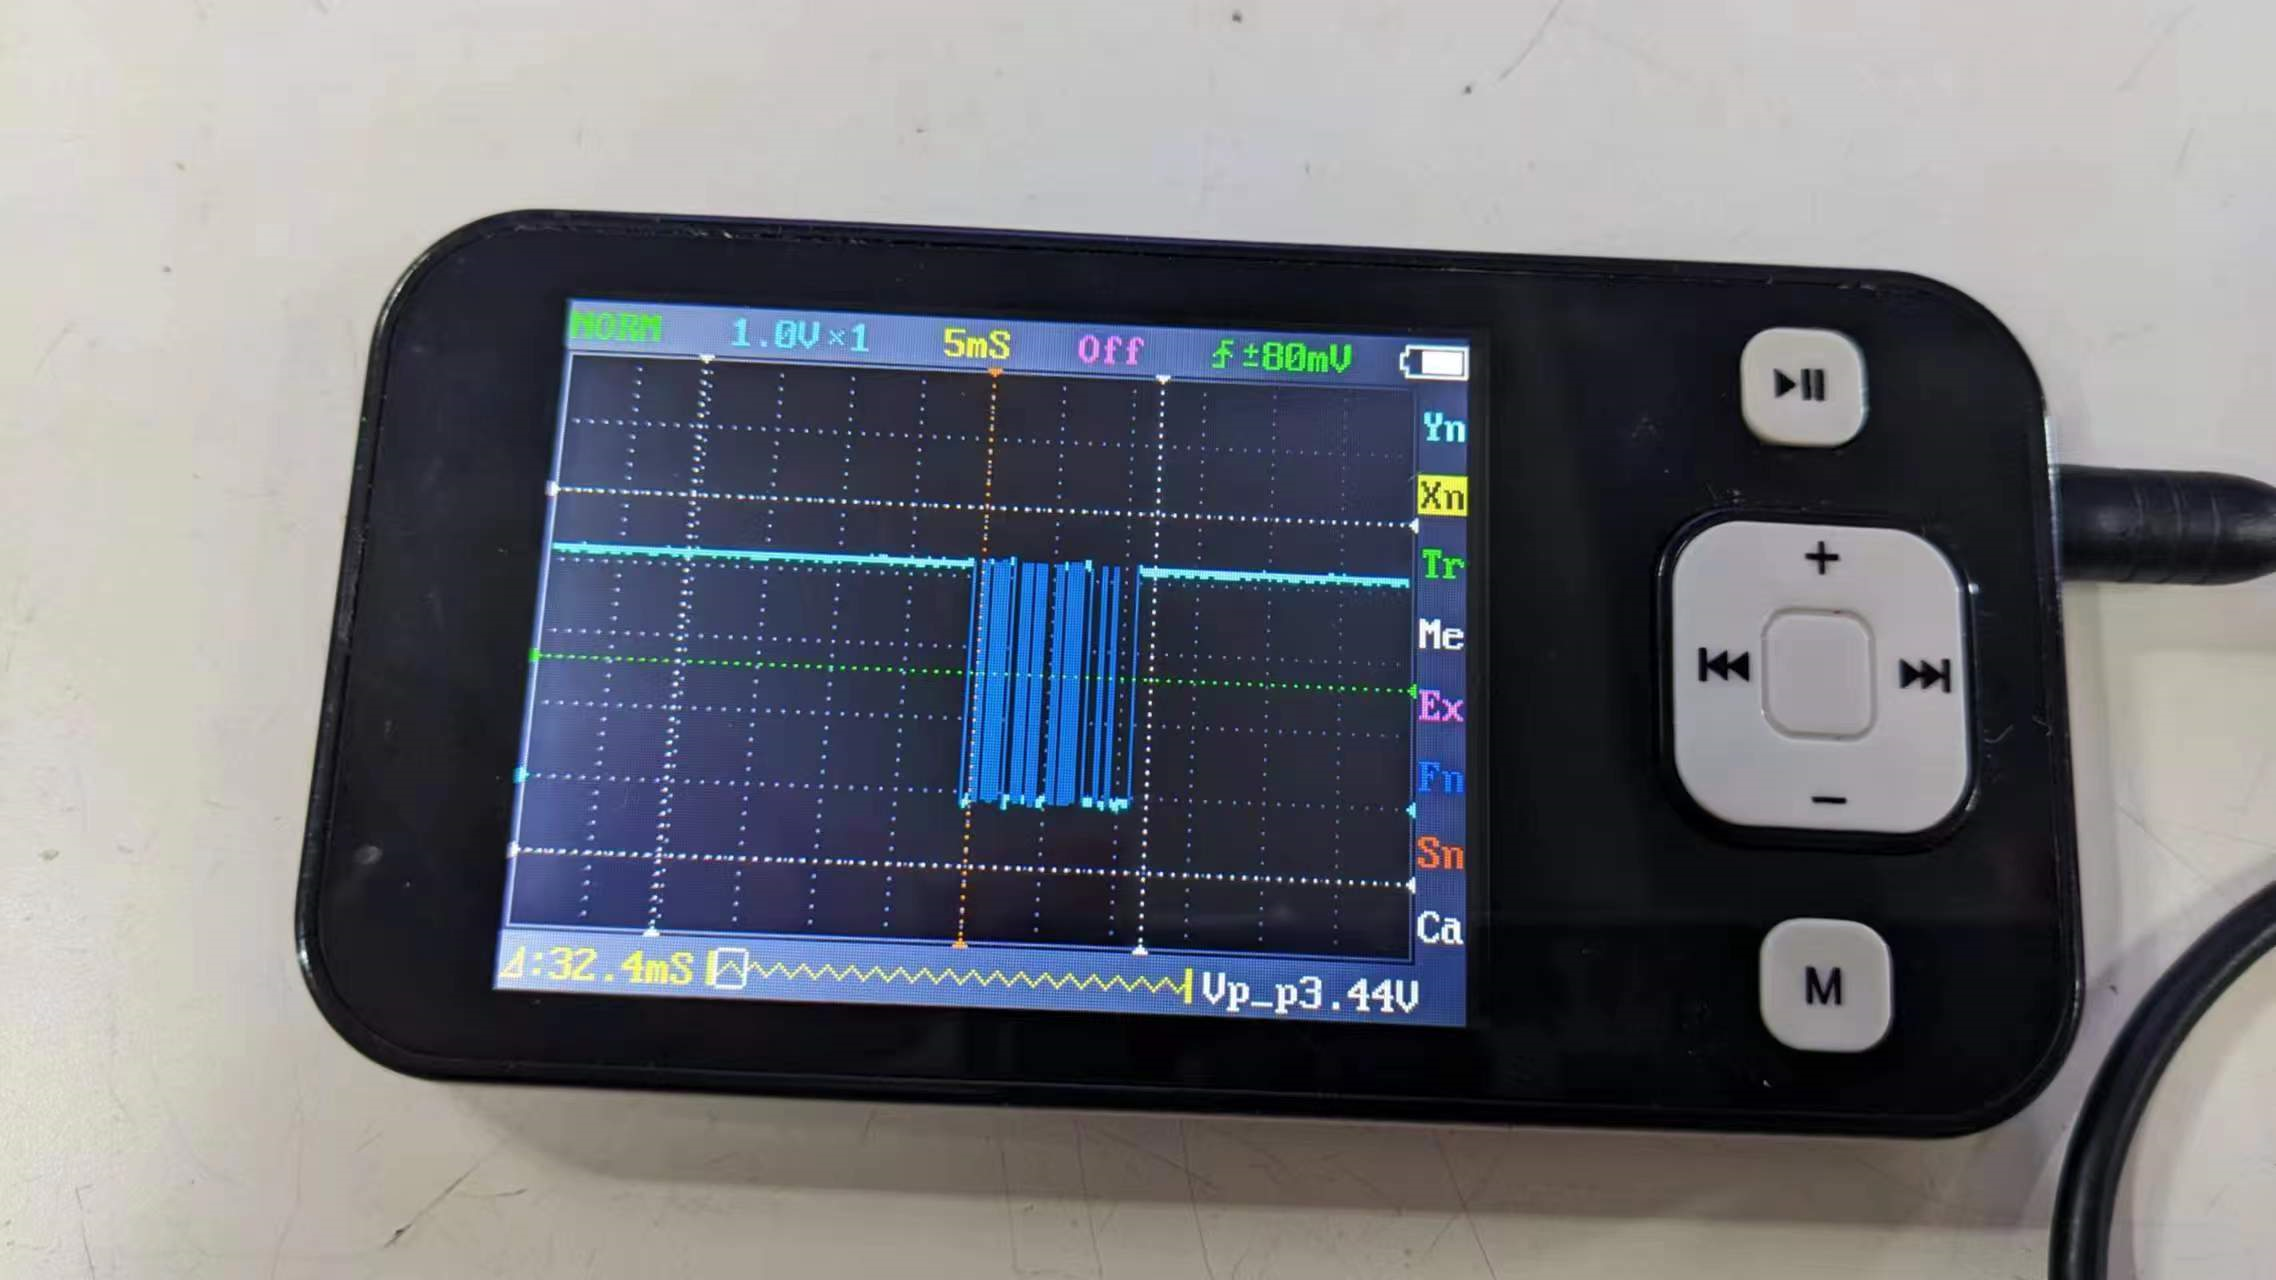 NORM 1.0V×1 5mS Off ±80mV
Yn
Xn
Tr
Me
Ex
Fn
Sn
Ca
Δ:32.4mS Vp_p3.44V
+
−
M